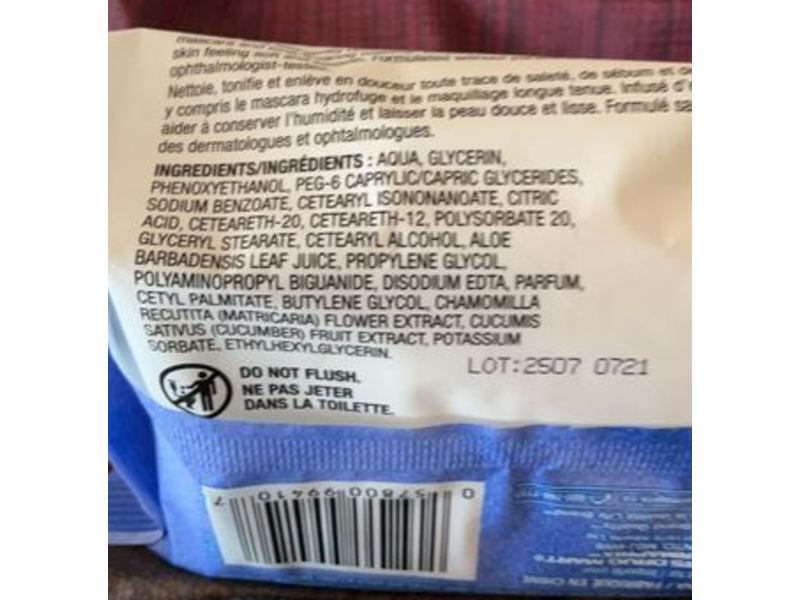 skin feeling
ophthalmologist-tested
Nettoie, tonifie et enlève en douceur toute trace de saleté, de sébum et de
y compris le mascara hydrofuge et le maquillage longue tenue. Infusé d'
aider à conserver l'humidité et laisser la peau douce et lisse. Formulé sa
des dermatologues et ophtalmologues.
INGREDIENTS/INGRÉDIENTS : AQUA, GLYCERIN,
PHENOXYETHANOL, PEG-6 CAPRYLIC/CAPRIC GLYCERIDES,
SODIUM BENZOATE, CETEARYL ISONONANOATE, CITRIC
ACID, CETEARETH-20, CETEARETH-12, POLYSORBATE 20,
GLYCERYL STEARATE, CETEARYL ALCOHOL, ALOE
BARBADENSIS LEAF JUICE, PROPYLENE GLYCOL,
POLYAMINOPROPYL BIGUANIDE, DISODIUM EDTA, PARFUM,
CETYL PALMITATE, BUTYLENE GLYCOL, CHAMOMILLA
RECUTITA (MATRICARIA) FLOWER EXTRACT, CUCUMIS
SATIVUS (CUCUMBER) FRUIT EXTRACT, POTASSIUM
SORBATE, ETHYLHEXYLGLYCERIN.
LOT:2507 0721
DO NOT FLUSH.
NE PAS JETER
DANS LA TOILETTE.
0 57800 99410 7